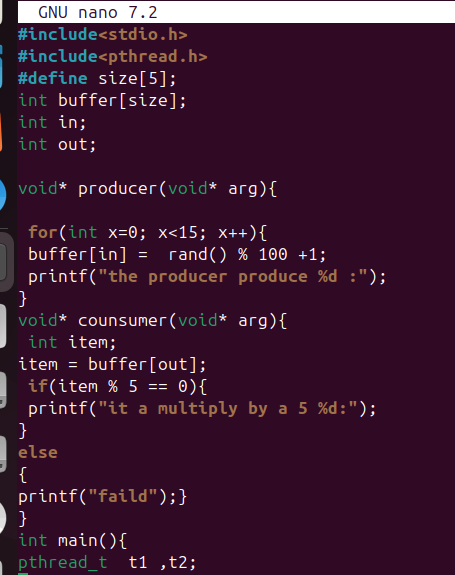 GNU nano 7.2
#include<stdio.h>
#include<pthread.h>
#define size[5];
int buffer[size];
int in;
int out;
void* producer(void* arg){
for(int x=0; x<15; x++){
buffer[in] =  rand() % 100 +1;
printf("the producer produce %d :");
}
void* counsumer(void* arg){
int item;
item = buffer[out];
if(item % 5 == 0){
printf("it a multiply by a 5 %d:");
}
else
{
printf("faild");}
}
int main(){
pthread_t  t1 ,t2;